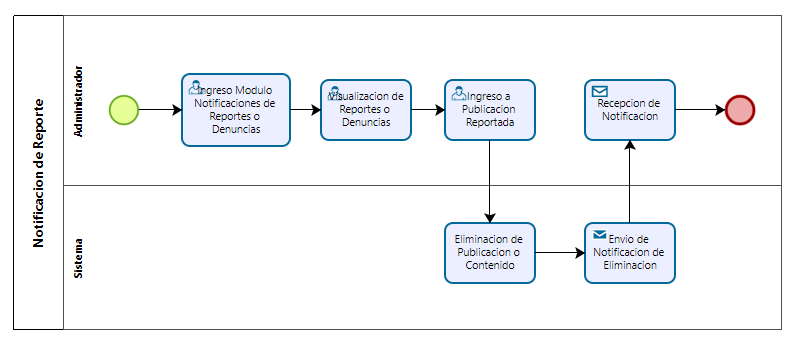 Notificacion de Reporte
Administrador
Ingreso Modulo
Notificaciones de
Reportes o
Denuncias
Visualizacion de
Reportes o
Denuncias
Ingreso a
Publicacion
Reportada
Recepcion de
Notificacion
Sistema
Eliminacion de
Publicacion o
Contenido
Envio de
Notificacion de
Eliminacion